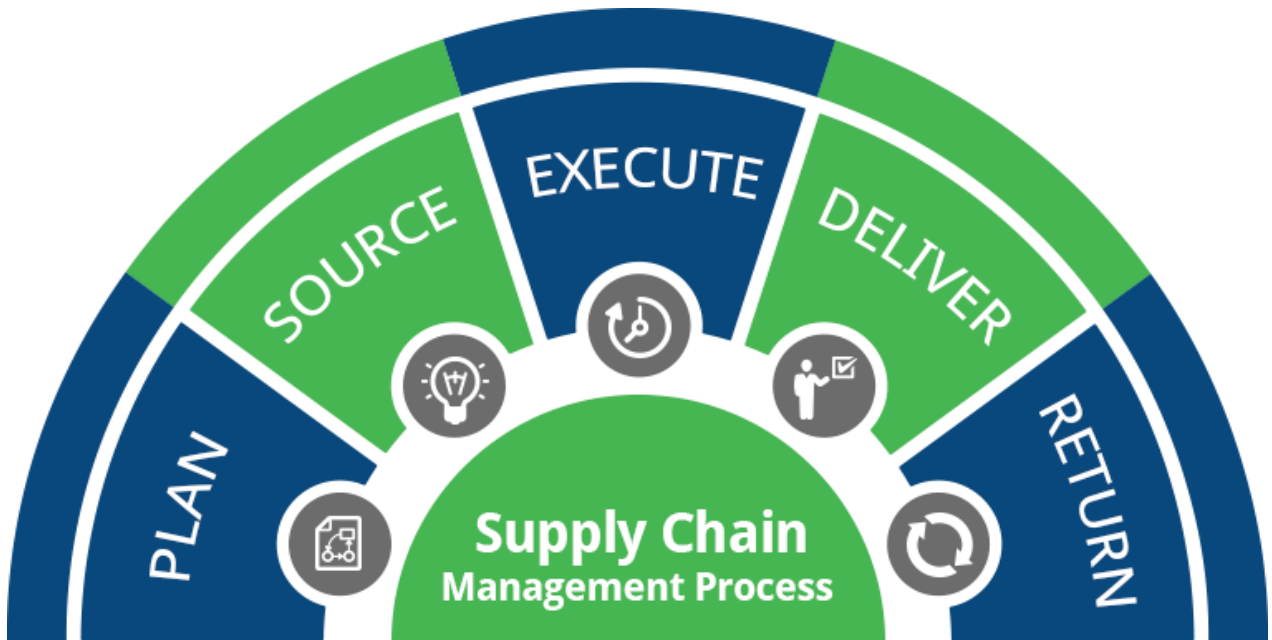 PLAN
SOURCE
EXECUTE
DELIVER
RETURN
Supply Chain
Management Process